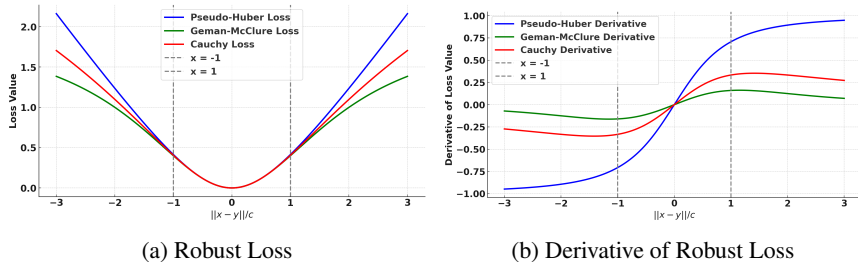 Pseudo-Huber Loss
Geman-McClure Loss
Cauchy Loss
x = -1
x = 1
2.0
1.5
1.0
0.5
0.0
Loss Value
−3
−2
−1
0
1
2
3
||x − y||/c
(a) Robust Loss
Pseudo-Huber Derivative
Geman-McClure Derivative
Cauchy Derivative
x = -1
x = 1
1.00
0.75
0.50
0.25
0.00
−0.25
−0.50
−0.75
−1.00
Derivative of Loss Value
−3
−2
−1
0
1
2
3
||x − y||/c
(b) Derivative of Robust Loss